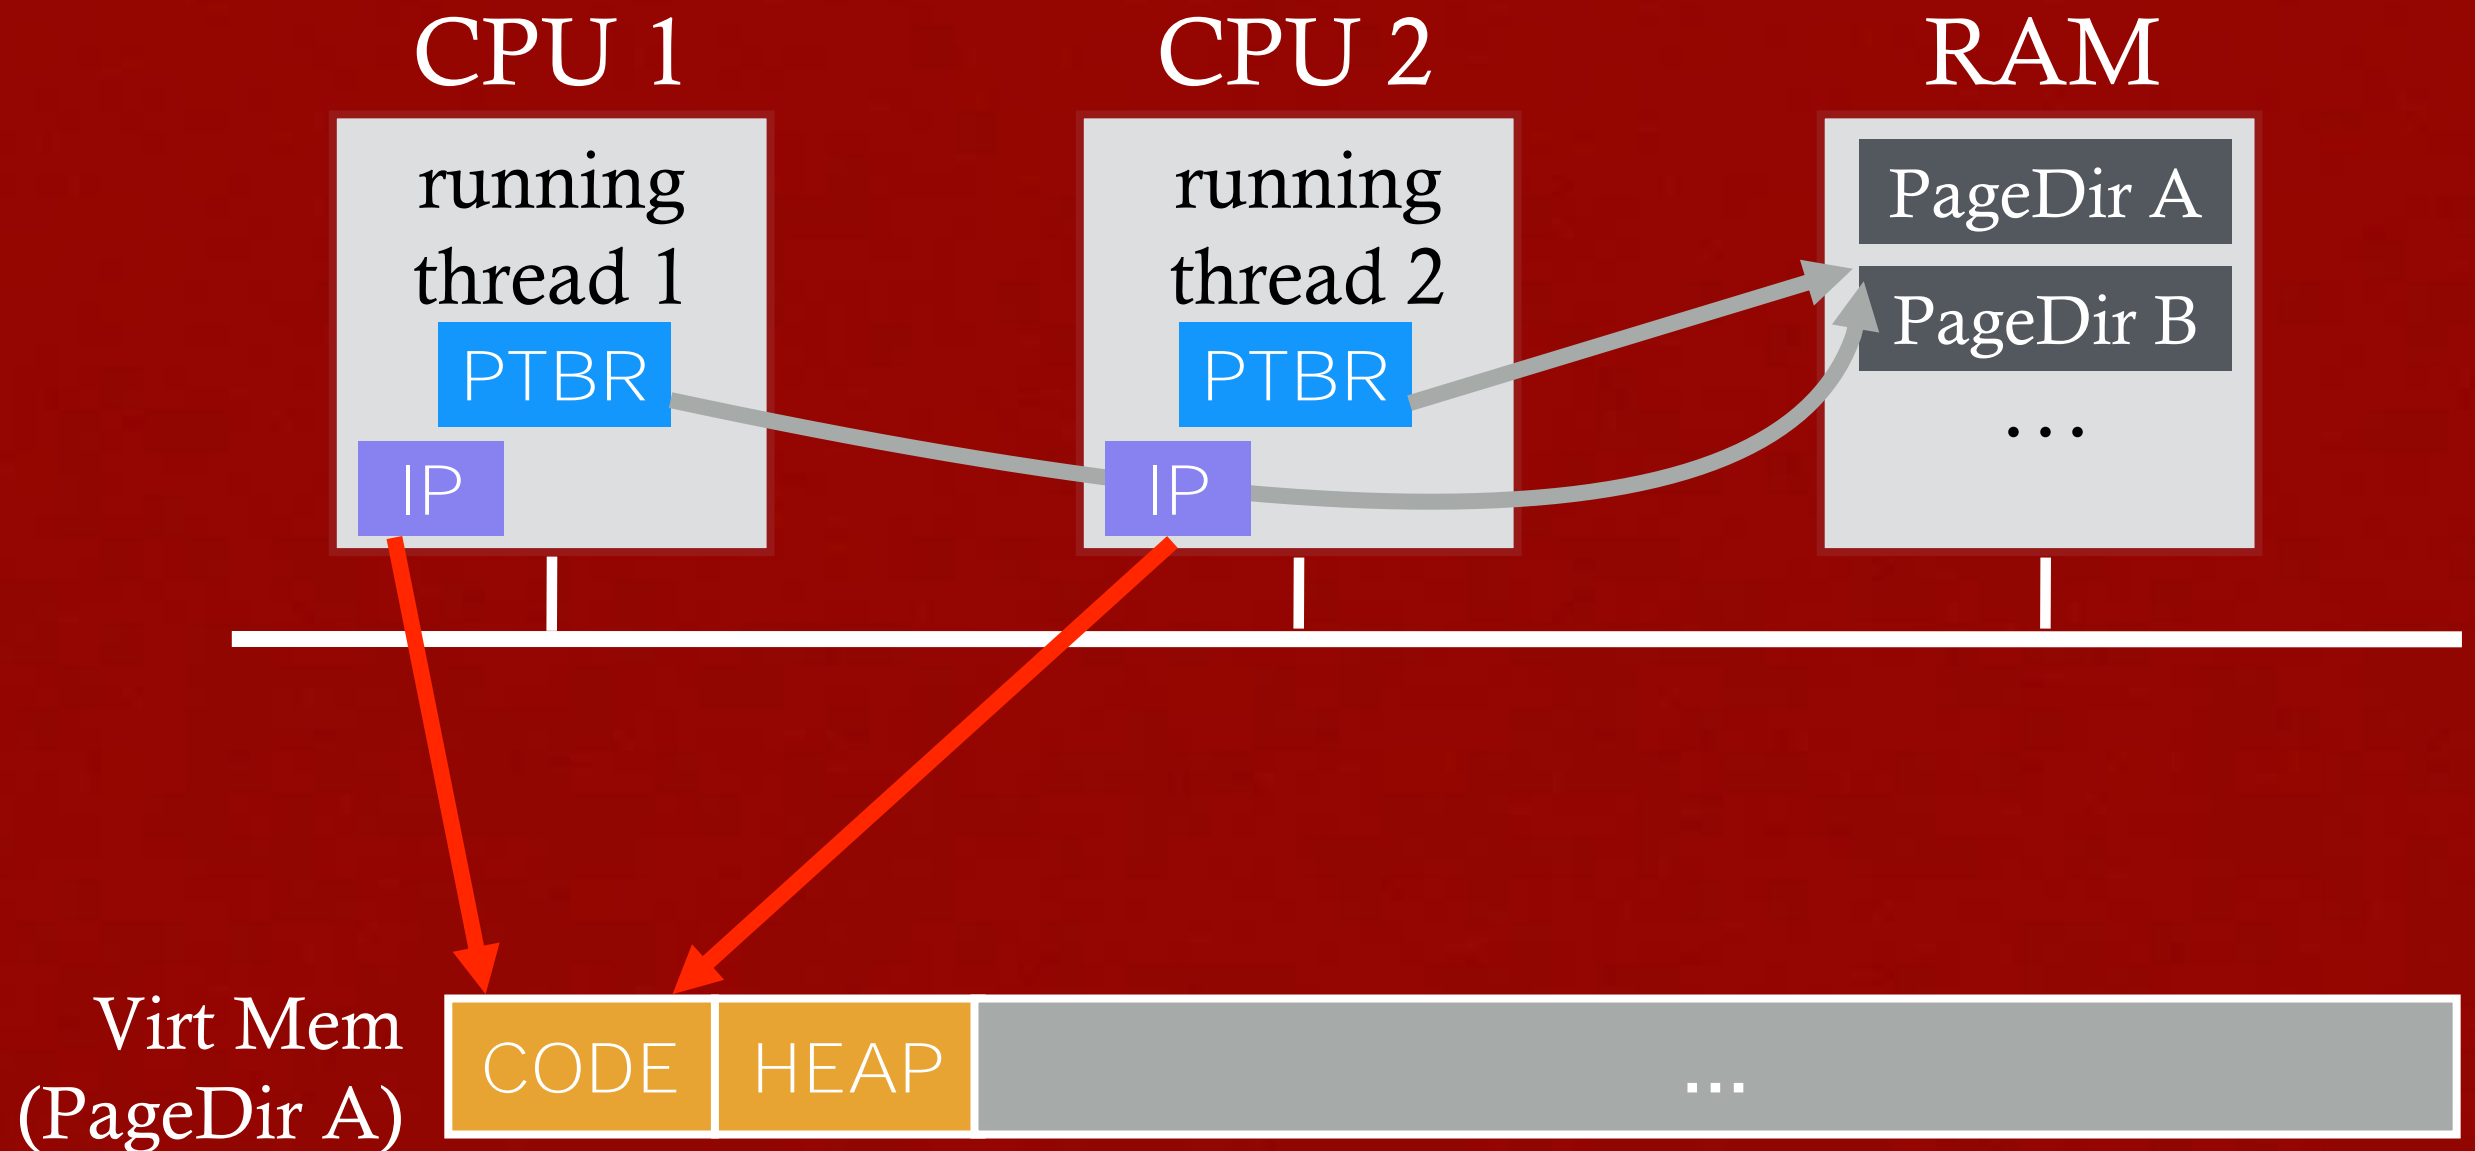 CPU 1
CPU 2
RAM
running
thread 1
PTBR
IP
running
thread 2
PTBR
IP
PageDir A
PageDir B
...
Virt Mem
(PageDir A)
CODE
HEAP
...